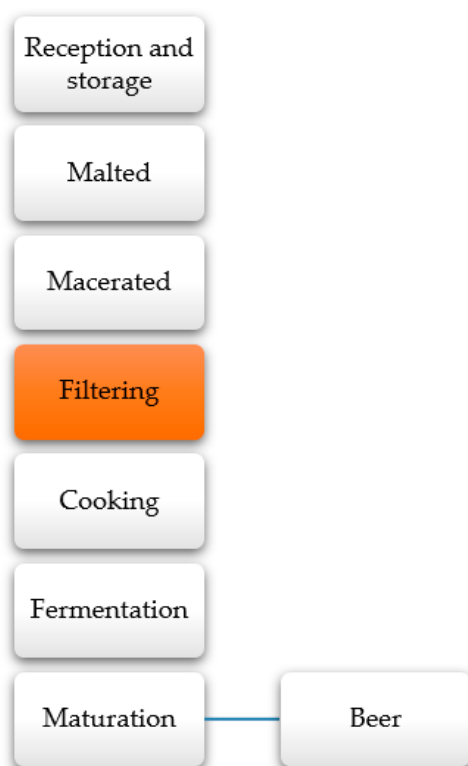 Reception and
storage
Malted
Macerated
Filtering
Cooking
Fermentation
Maturation
Beer